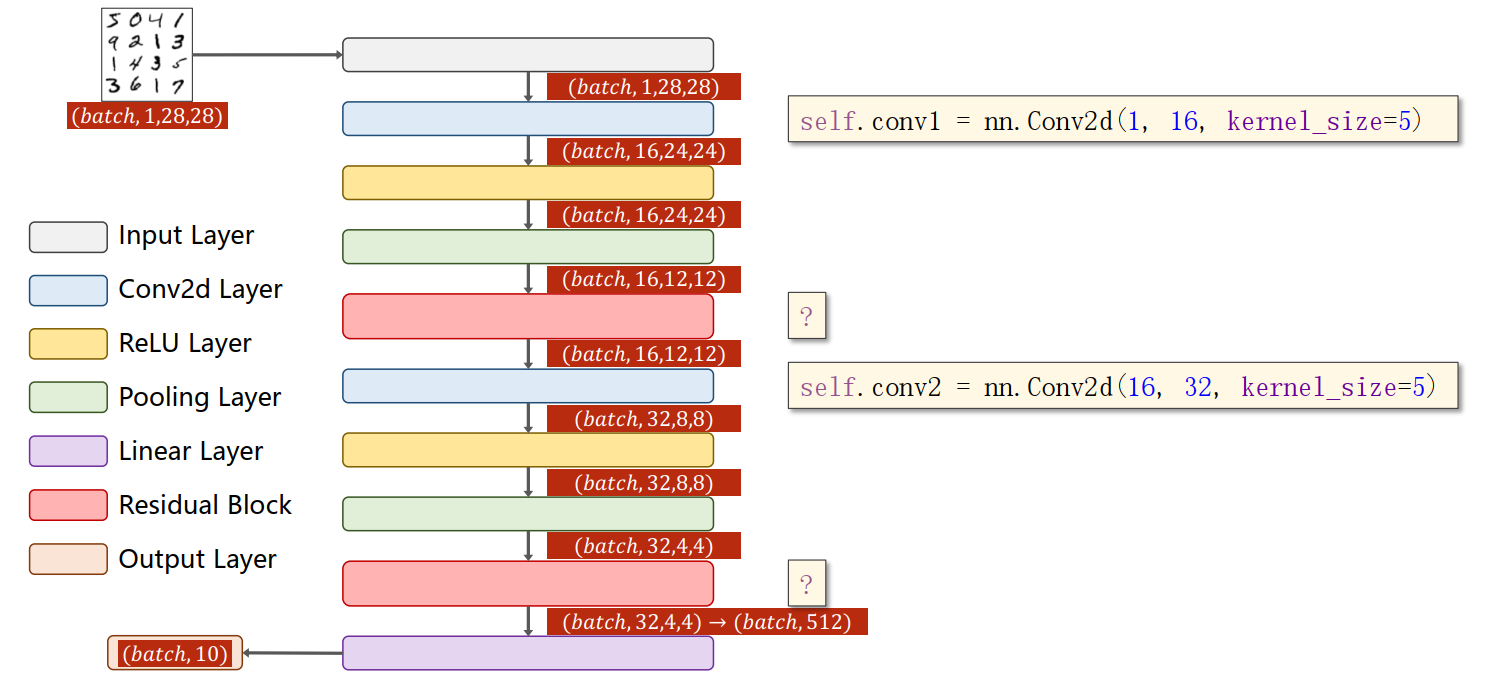 5 0 4 1
9 2 1 3
1 4 3 5
3 6 1 7
(batch, 1,28,28)
(batch, 1,28,28)
self.conv1 = nn.Conv2d(1, 16, kernel_size=5)
(batch, 16,24,24)
(batch, 16,24,24)
(batch, 16,12,12)
?
(batch, 16,12,12)
self.conv2 = nn.Conv2d(16, 32, kernel_size=5)
(batch, 32,8,8)
(batch, 32,8,8)
(batch, 32,4,4)
?
(batch, 32,4,4) → (batch, 512)
(batch, 10)
Input Layer
Conv2d Layer
ReLU Layer
Pooling Layer
Linear Layer
Residual Block
Output Layer